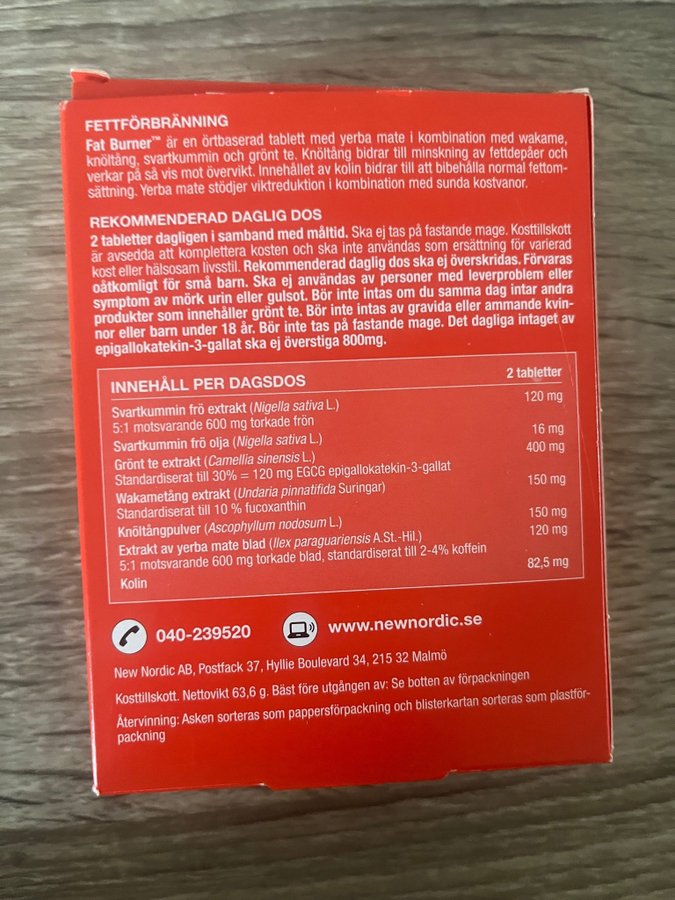 FETTFÖRBRÄNNING
Fat Burner™ är en örtbaserad tablett med yerba mate i kombination med wakame,
knöltång, svartkummin och grönt te. Knöltång bidrar till minskning av fettdepåer och
verkar på så vis mot övervikt. Innehållet av kolin bidrar till att bibehålla normal fettom-
sättning. Yerba mate stödjer viktreduktion i kombination med sunda kostvanor.
REKOMMENDERAD DAGLIG DOS
2 tabletter dagligen i samband med måltid. Ska ej tas på fastande mage. Kosttillskott
är avsedda att komplettera kosten och ska inte användas som ersättning för varierad
kost eller hälsosam livsstil. Rekommenderad daglig dos ska ej överskridas. Förvaras
oåtkomligt för små barn. Ska ej användas av personer med leverproblem eller
symptom av mörk urin eller gulsot. Bör inte intas om du samma dag intar andra
produkter som innehåller grönt te. Bör inte intas av gravida eller ammande kvin-
nor eller barn under 18 år. Bör inte tas på fastande mage. Det dagliga intaget av
epigallokatekin-3-gallat ska ej överstiga 800mg.
INNEHÅLL PER DAGSDOS 2 tabletter
Svartkummin frö extrakt (Nigella sativa L.) 120 mg
5:1 motsvarande 600 mg torkade frön
Svartkummin frö olja (Nigella sativa L.) 16 mg
Grönt te extrakt (Camellia sinensis L.) 400 mg
Standardiserat till 30% = 120 mg EGCG epigallokatekin-3-gallat
Wakametång extrakt (Undaria pinnatifida Suringar) 150 mg
Standardiserat till 10 % fucoxanthin
Knöltångpulver (Ascophyllum nodosum L.) 150 mg
Extrakt av yerba mate blad (Ilex paraguariensis A.St.-Hil.) 120 mg
5:1 motsvarande 600 mg torkade blad, standardiserat till 2-4% koffein
Kolin 82,5 mg
040-239520 www.newnordic.se
New Nordic AB, Postfack 37, Hyllie Boulevard 34, 215 32 Malmö
Kosttillskott. Nettovikt 63,6 g. Bäst före utgången av: Se botten av förpackningen
Återvinning: Asken sorteras som pappersförpackning och blisterkartan sorteras som plastför-
packning